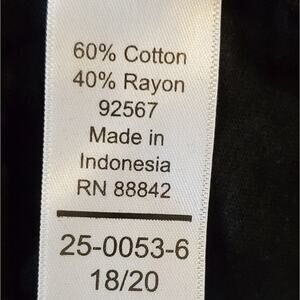 60% Cotton
40% Rayon
92567
Made in
Indonesia
RN 88842
25-0053-6
18/20